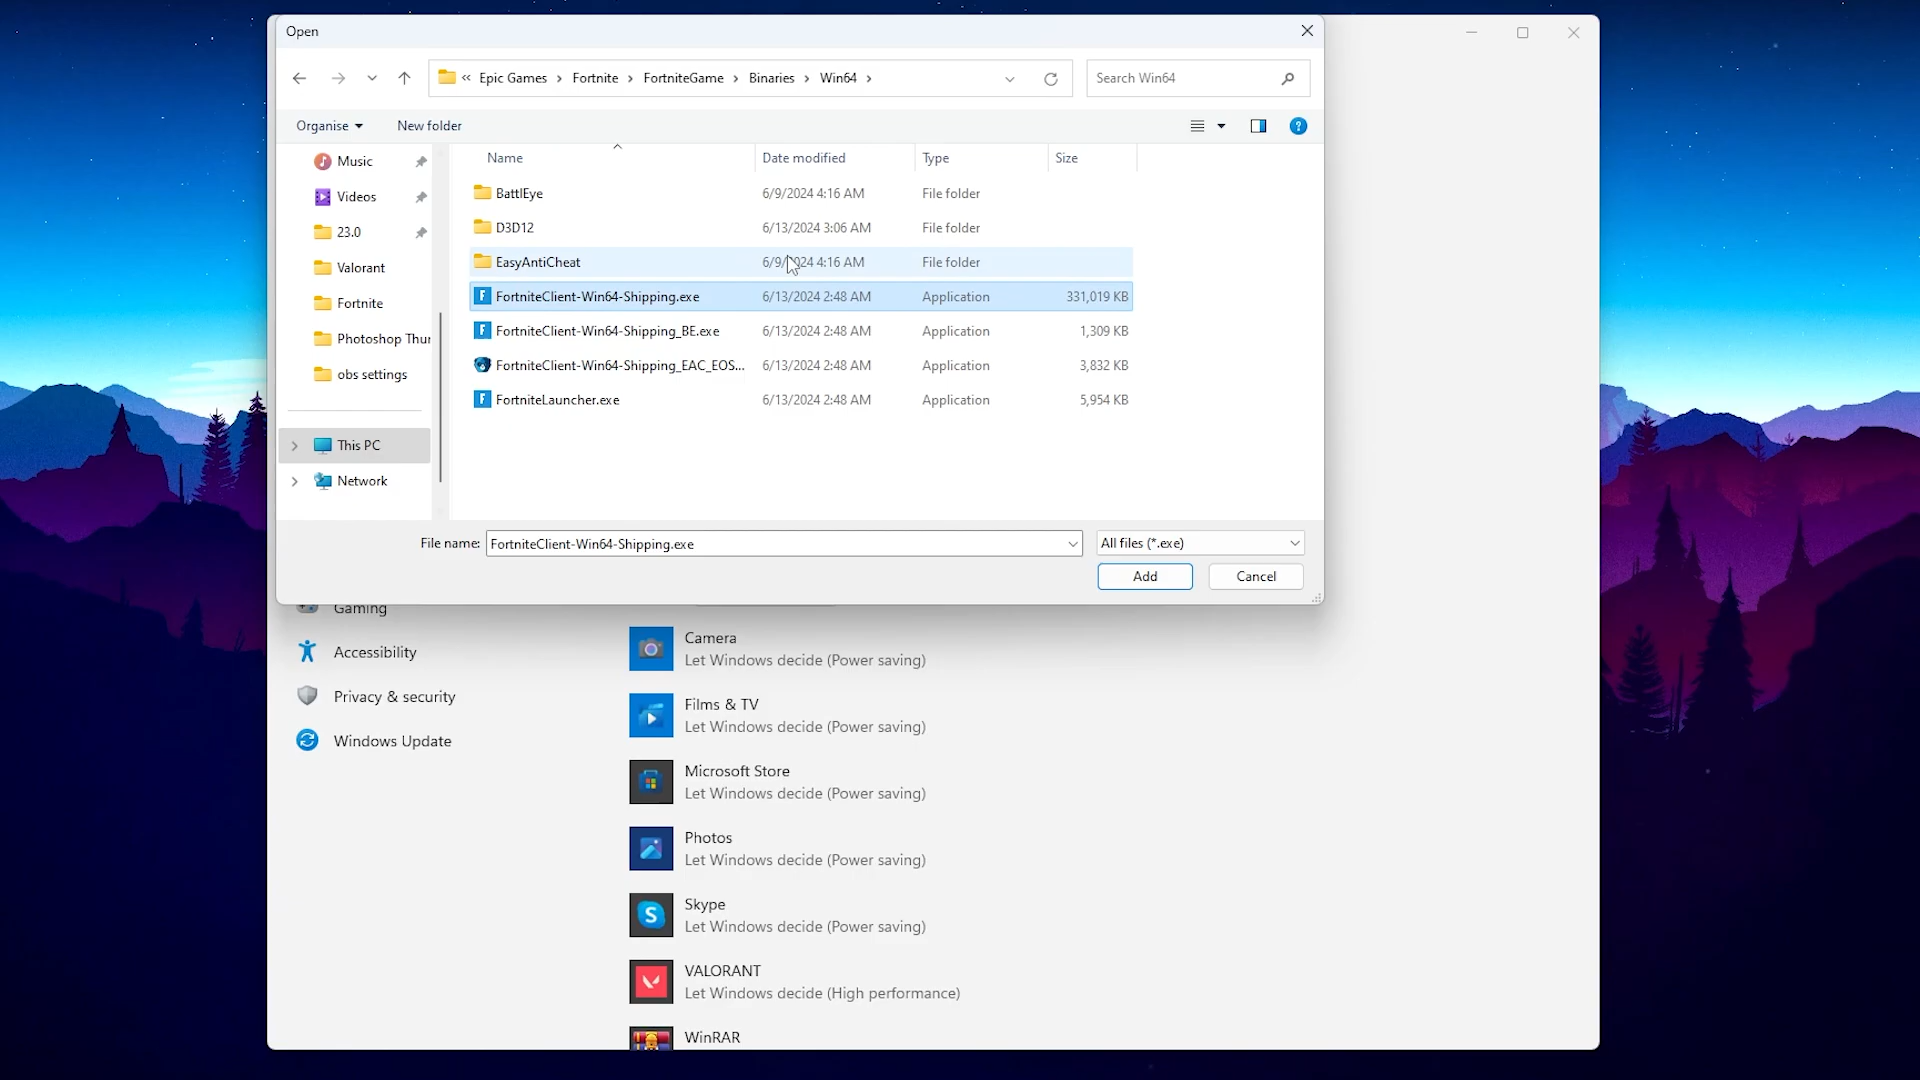 Open
« Epic Games › Fortnite › FortniteGame › Binaries › Win64 ›
Search Win64
Organise
New folder
?
Name
Date modified
Type
Size
Music
Videos
23.0
Valorant
Fortnite
Photoshop Thur
obs settings
This PC
Network
BattlEye 6/9/2024 4:16 AM File folder
D3D12 6/13/2024 3:06 AM File folder
EasyAntiCheat 6/9/2024 4:16 AM File folder
FortniteClient-Win64-Shipping.exe 6/13/2024 2:48 AM Application 331,019 KB
FortniteClient-Win64-Shipping_BE.exe 6/13/2024 2:48 AM Application 1,309 KB
FortniteClient-Win64-Shipping_EAC_EOS... 6/13/2024 2:48 AM Application 3,832 KB
FortniteLauncher.exe 6/13/2024 2:48 AM Application 5,954 KB
File name: FortniteClient-Win64-Shipping.exe
All files (*.exe)
Add
Cancel
Gaming
Accessibility
Privacy & security
Windows Update
Camera
Let Windows decide (Power saving)
Films & TV
Let Windows decide (Power saving)
Microsoft Store
Let Windows decide (Power saving)
Photos
Let Windows decide (Power saving)
Skype
Let Windows decide (Power saving)
VALORANT
Let Windows decide (High performance)
WinRAR